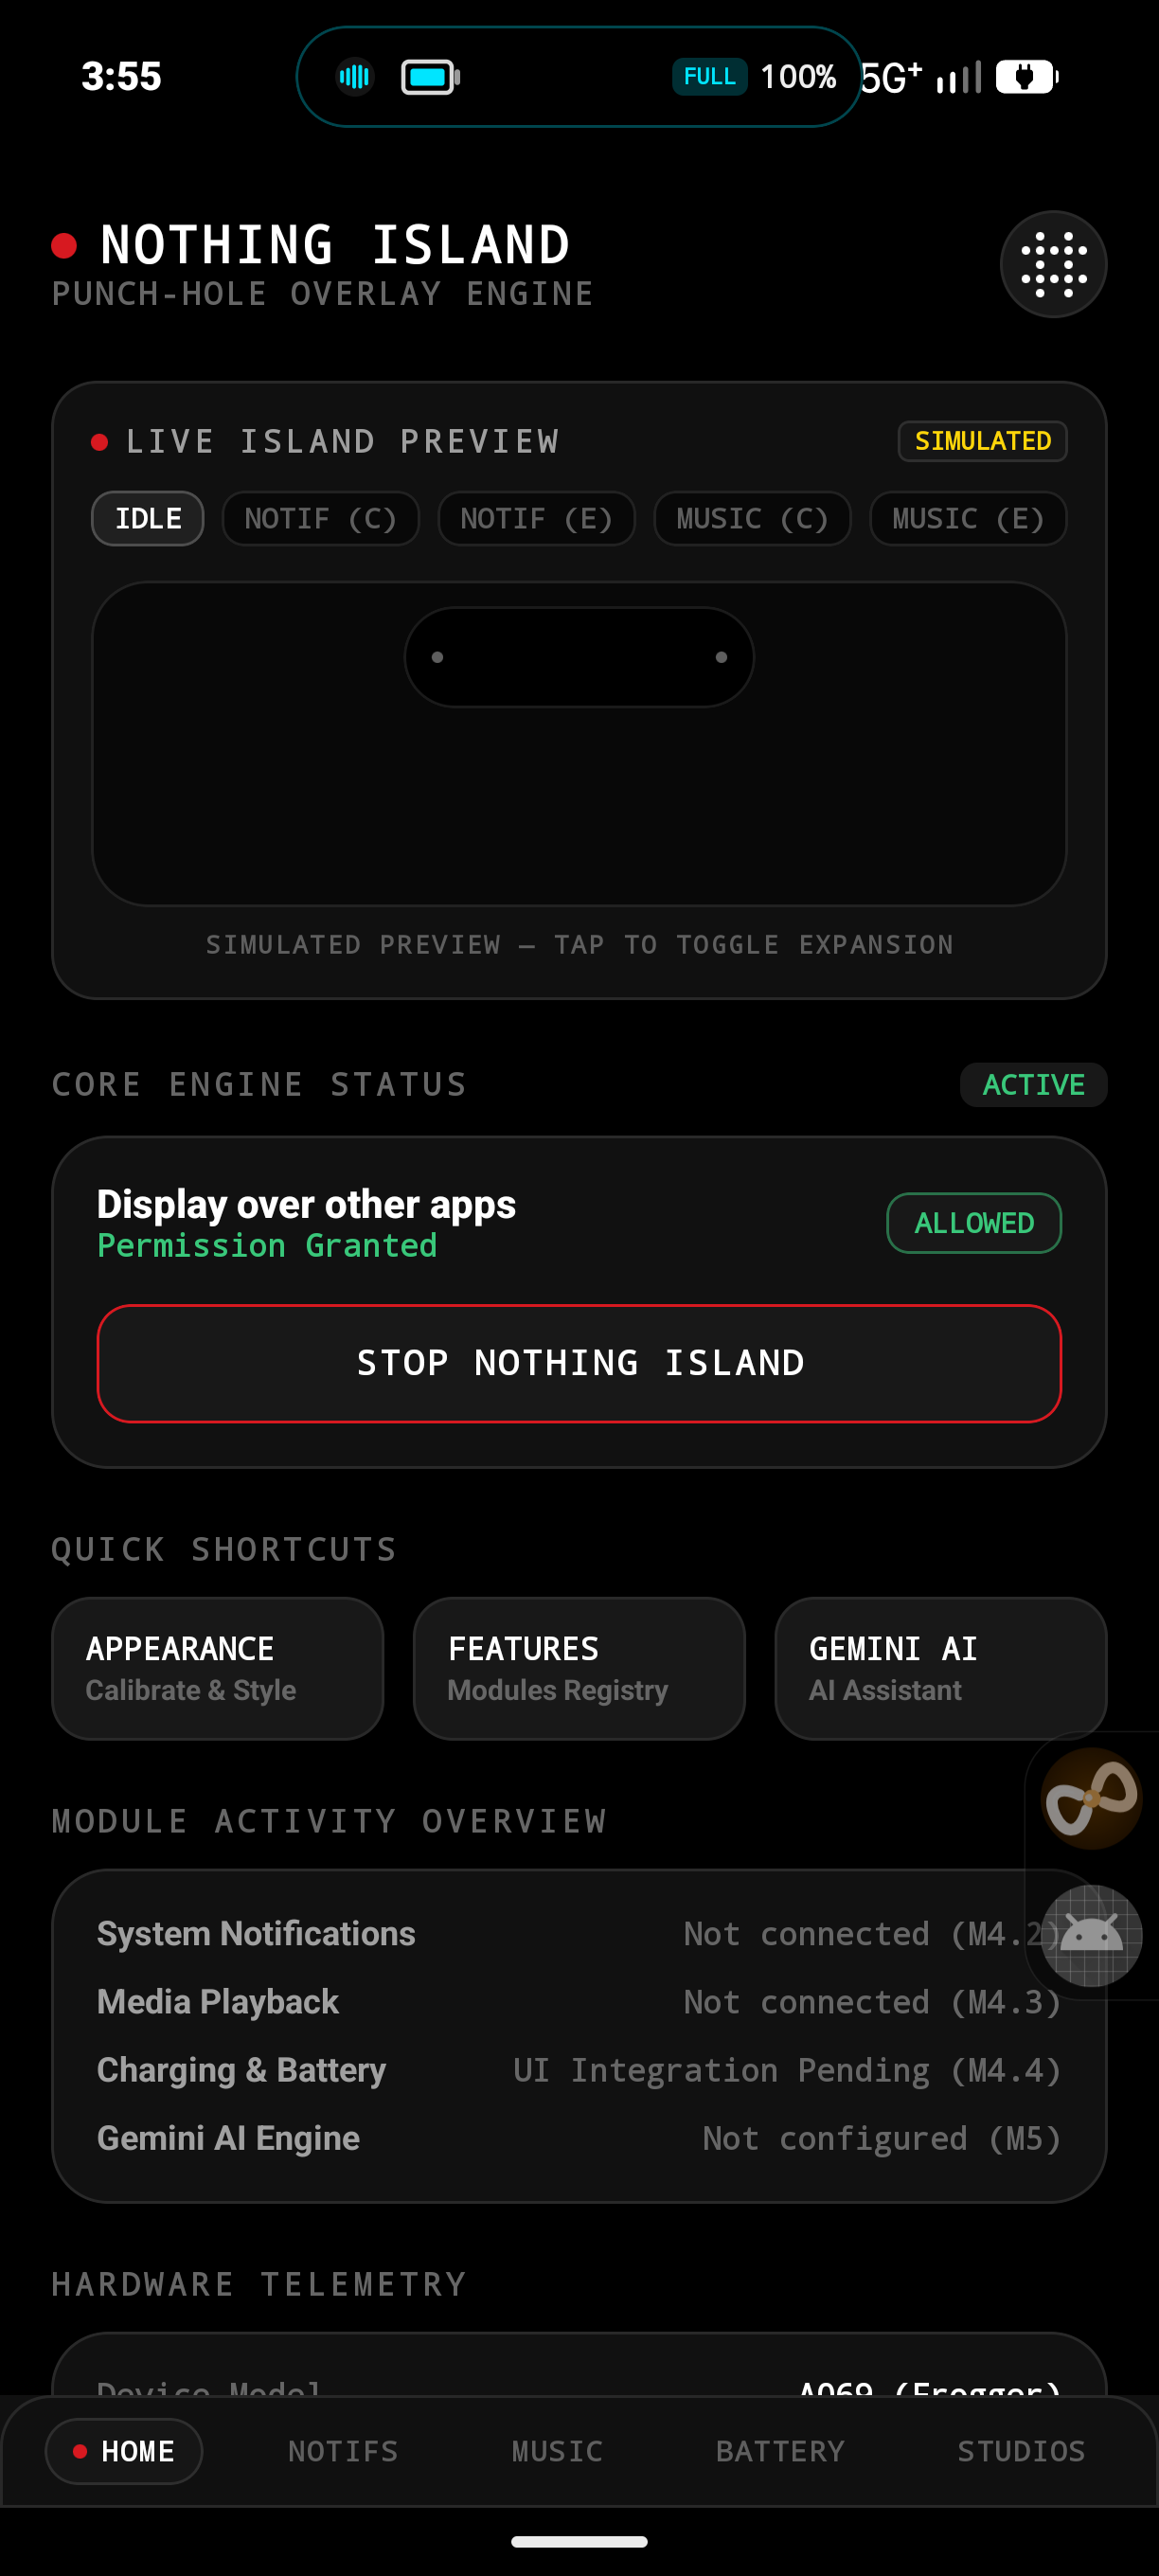 3:55
FULL 100% 5G+
NOTHING ISLAND
PUNCH-HOLE OVERLAY ENGINE
LIVE ISLAND PREVIEW SIMULATED
IDLE NOTIF (C) NOTIF (E) MUSIC (C) MUSIC (E)
SIMULATED PREVIEW — TAP TO TOGGLE EXPANSION
CORE ENGINE STATUS ACTIVE
Display over other apps
Permission Granted
ALLOWED
STOP NOTHING ISLAND
QUICK SHORTCUTS
APPEARANCE FEATURES GEMINI AI
Calibrate & Style Modules Registry AI Assistant
MODULE ACTIVITY OVERVIEW
System Notifications Not connected (M4.2)
Media Playback Not connected (M4.3)
Charging & Battery UI Integration Pending (M4.4)
Gemini AI Engine Not configured (M5)
HARDWARE TELEMETRY
Device Model A069 (Frogger)
HOME NOTIFS MUSIC BATTERY STUDIOS